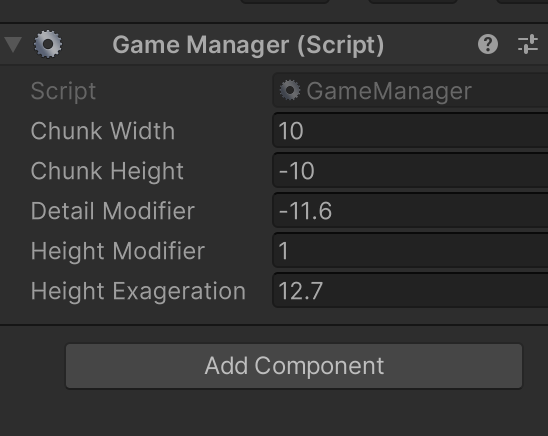 Game Manager (Script)
Script GameManager
Chunk Width 10
Chunk Height -10
Detail Modifier -11.6
Height Modifier 1
Height Exageration 12.7
Add Component